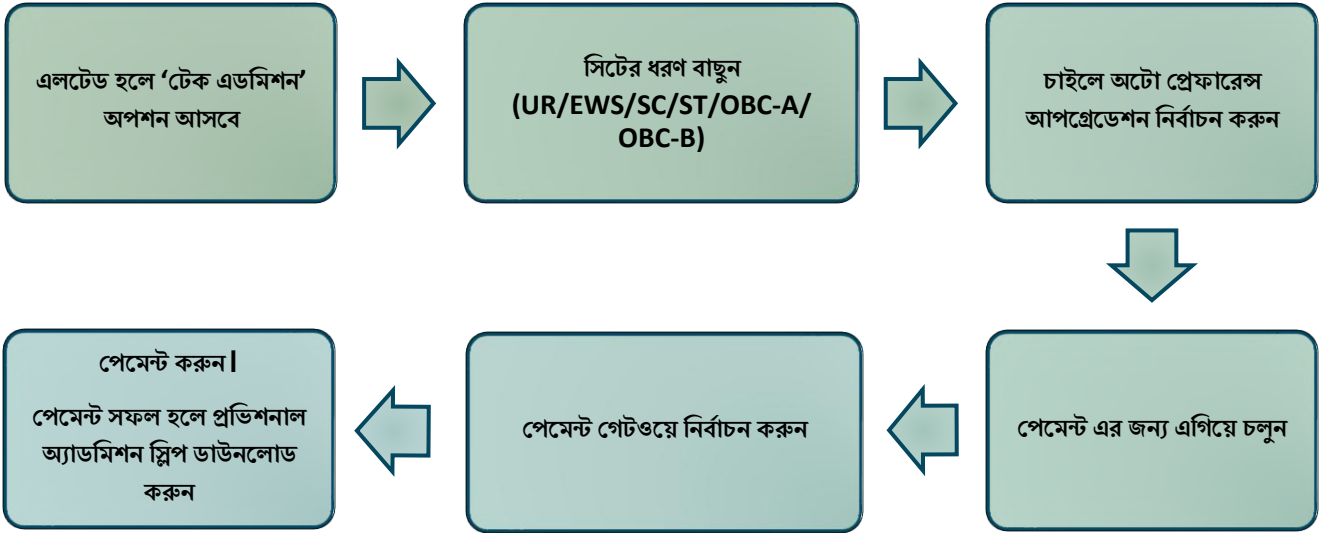 এলটেড হলে ‘টেক এডমিশন’
অপশন আসবে
সিটের ধরণ বাছুন
(UR/EWS/SC/ST/OBC-A/
OBC-B)
চাইলে অটো প্রেফারেন্স
আপগ্রেডেশন নির্বাচন করুন
পেমেন্ট এর জন্য এগিয়ে চলুন
পেমেন্ট গেটওয়ে নির্বাচন করুন
পেমেন্ট করুন।
পেমেন্ট সফল হলে প্রভিশনাল
অ্যাডমিশন স্লিপ ডাউনলোড
করুন